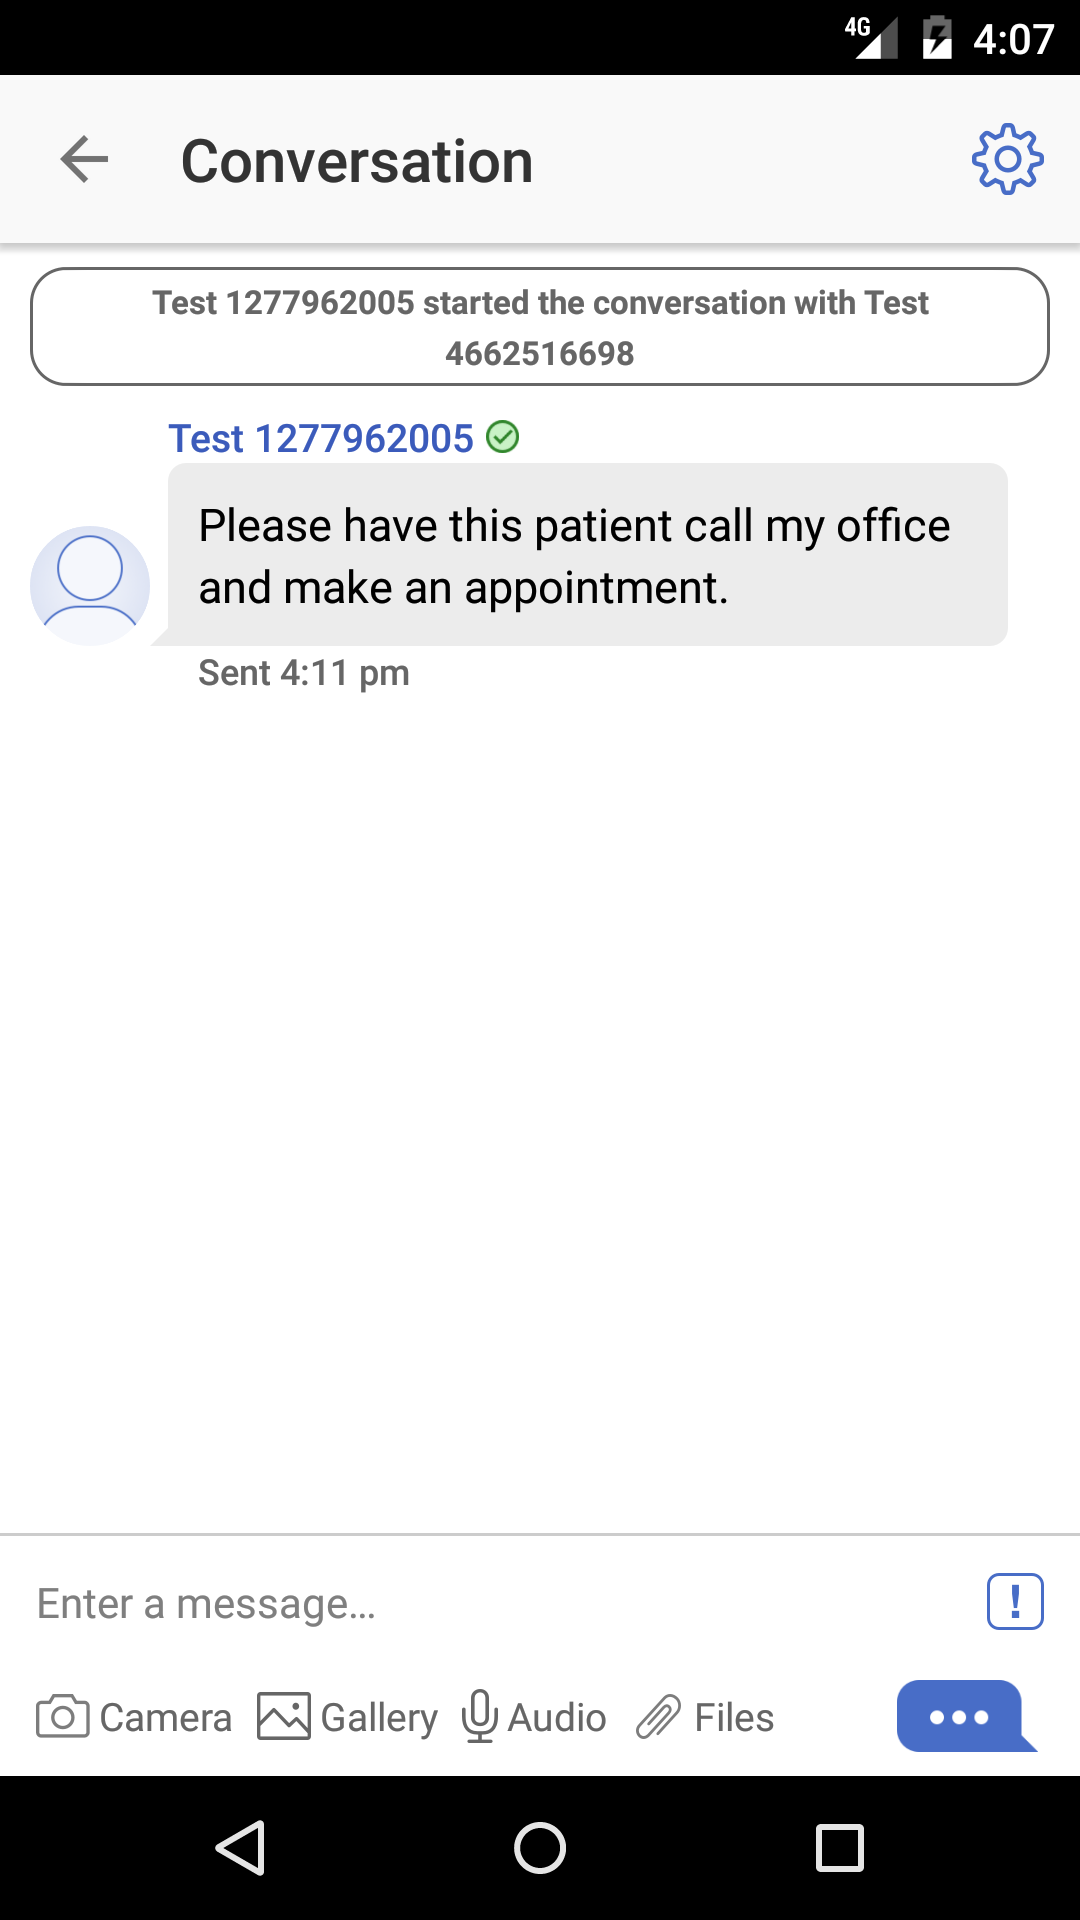 4G 4:07
Conversation
Test 1277962005 started the conversation with Test
4662516698
Test 1277962005
Please have this patient call my office
and make an appointment.
Sent 4:11 pm
Enter a message...
!
Camera Gallery Audio Files